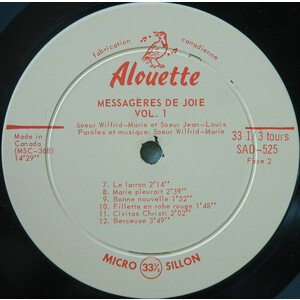 fabrication canadienne
Alouette
MESSAGÈRES DE JOIE
VOL. 1
Soeur Wilfrid-Marie et Soeur Jean-Louis
Paroles et musique: Soeur Wilfrid-Marie
Made in
Canada
(MSC-368)
14'29''
33 1/3 tours
SAD-525
Face 2
7. Le larron 2'14''
8. Marie pleurait 2'39''
9. Bonne nouvelle 1'32''
10. Fillette en robe rouge 1'48''
11. Civitas Christi 2'02''
12. Berceuse 3'49''
MICRO 33⅓ SILLON